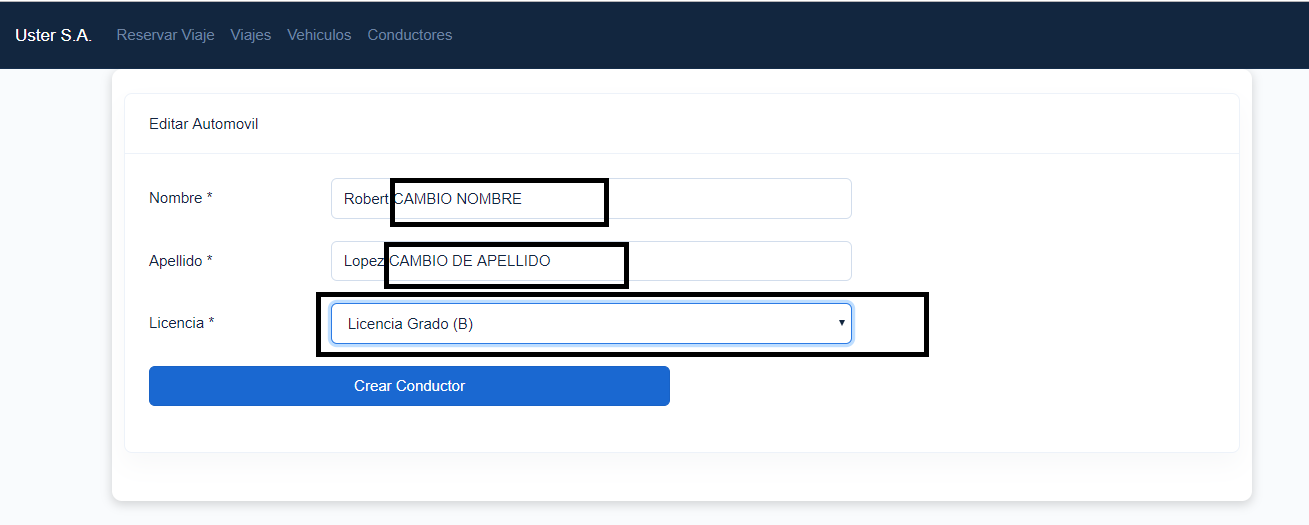 Uster S.A. Reservar Viaje Viajes Vehiculos Conductores
Editar Automovil
Nombre * Robert CAMBIO NOMBRE
Apellido * Lopez CAMBIO DE APELLIDO
Licencia * Licencia Grado (B)
Crear Conductor